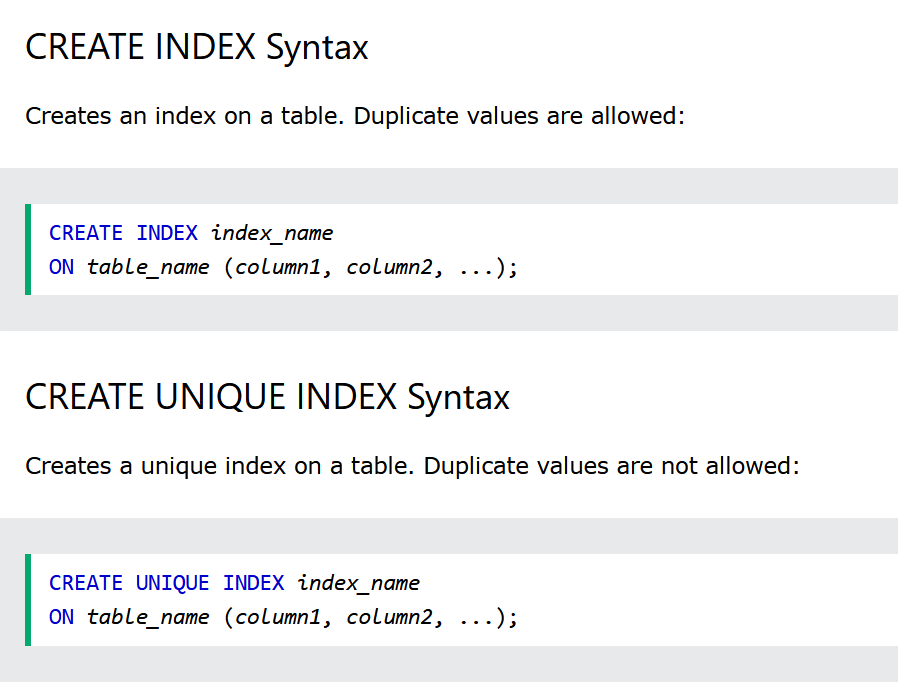 CREATE INDEX Syntax
Creates an index on a table. Duplicate values are allowed:
CREATE INDEX index_name
ON table_name (column1, column2, ...);
CREATE UNIQUE INDEX Syntax
Creates a unique index on a table. Duplicate values are not allowed:
CREATE UNIQUE INDEX index_name
ON table_name (column1, column2, ...);